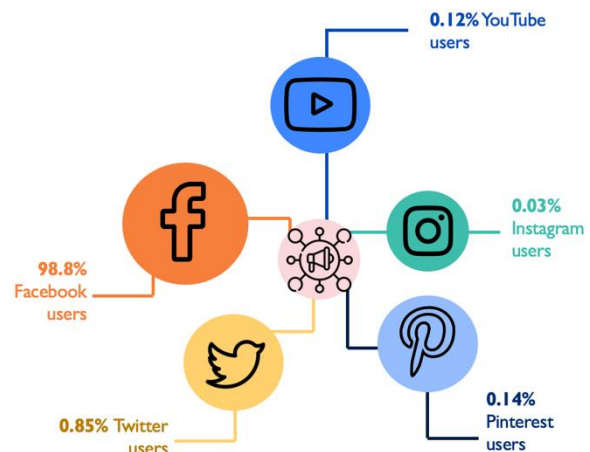 0.12% YouTube
users
0.03%
Instagram
users
98.8%
Facebook
users
0.14%
Pinterest
users
0.85% Twitter
users